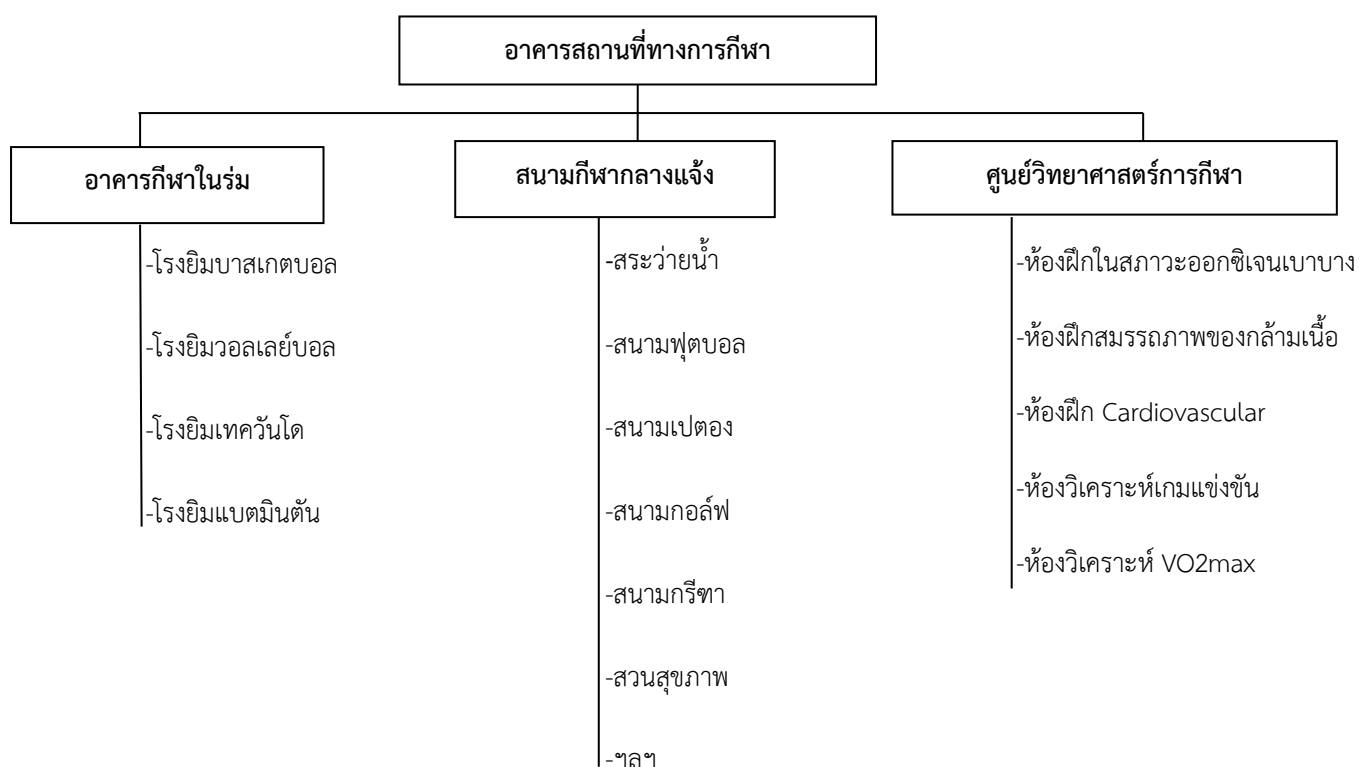 อาคารสถานที่ทางการกีฬา
อาคารกีฬาในร่ม
-โรงยิมบาสเกตบอล
-โรงยิมวอลเลย์บอล
-โรงยิมเทควันโด
-โรงยิมแบตมินตัน
สนามกีฬากลางแจ้ง
-สระว่ายน้ำ
-สนามฟุตบอล
-สนามเปตอง
-สนามกอล์ฟ
-สนามกรีฑา
-สวนสุขภาพ
-ฯลฯ
ศูนย์วิทยาศาสตร์การกีฬา
-ห้องฝึกในสภาวะออกซิเจนเบาบาง
-ห้องฝึกสมรรถภาพของกล้ามเนื้อ
-ห้องฝึก Cardiovascular
-ห้องวิเคราะห์เกมแข่งขัน
-ห้องวิเคราะห์ VO2max